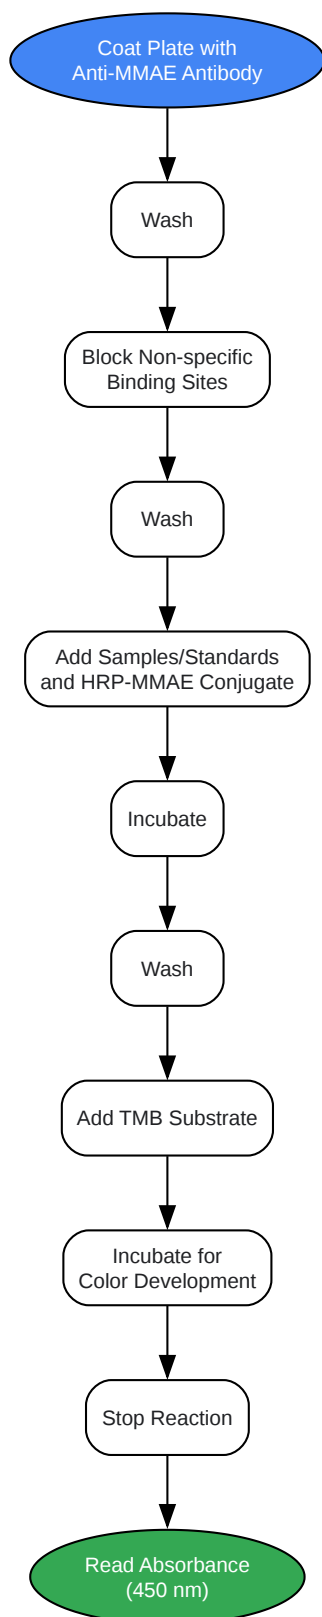 Coat Plate with
Anti-MMAE Antibody
Wash
Block Non-specific
Binding Sites
Wash
Add Samples/Standards
and HRP-MMAE Conjugate
Incubate
Wash
Add TMB Substrate
Incubate for
Color Development
Stop Reaction
Read Absorbance
(450 nm)